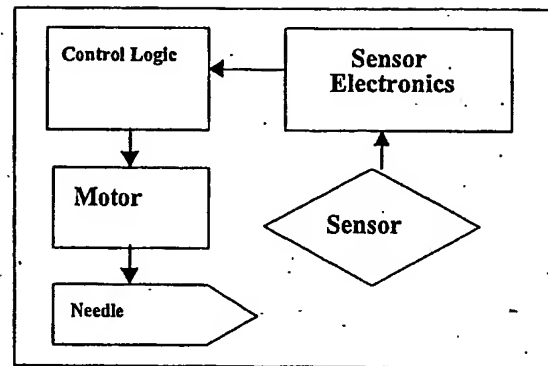 Control Logic
Sensor
Electronics
Motor
Sensor
Needle